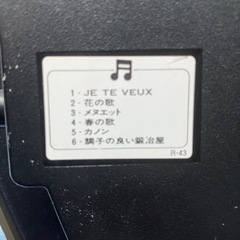 1・JE TE VEUX
2・花の歌
3・メヌエット
4・春の歌
5・カノン
6・調子の良い鍛冶屋
R-43